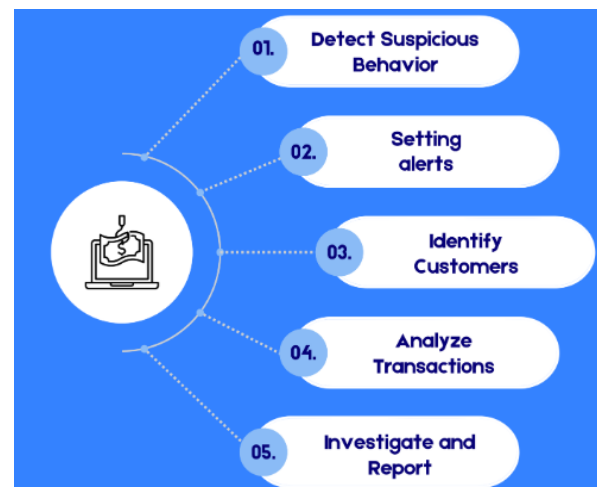 01.
Detect Suspicious
Behavior
02.
Setting
alerts
03.
Identify
Customers
04.
Analyze
Transactions
05.
Investigate and
Report
$